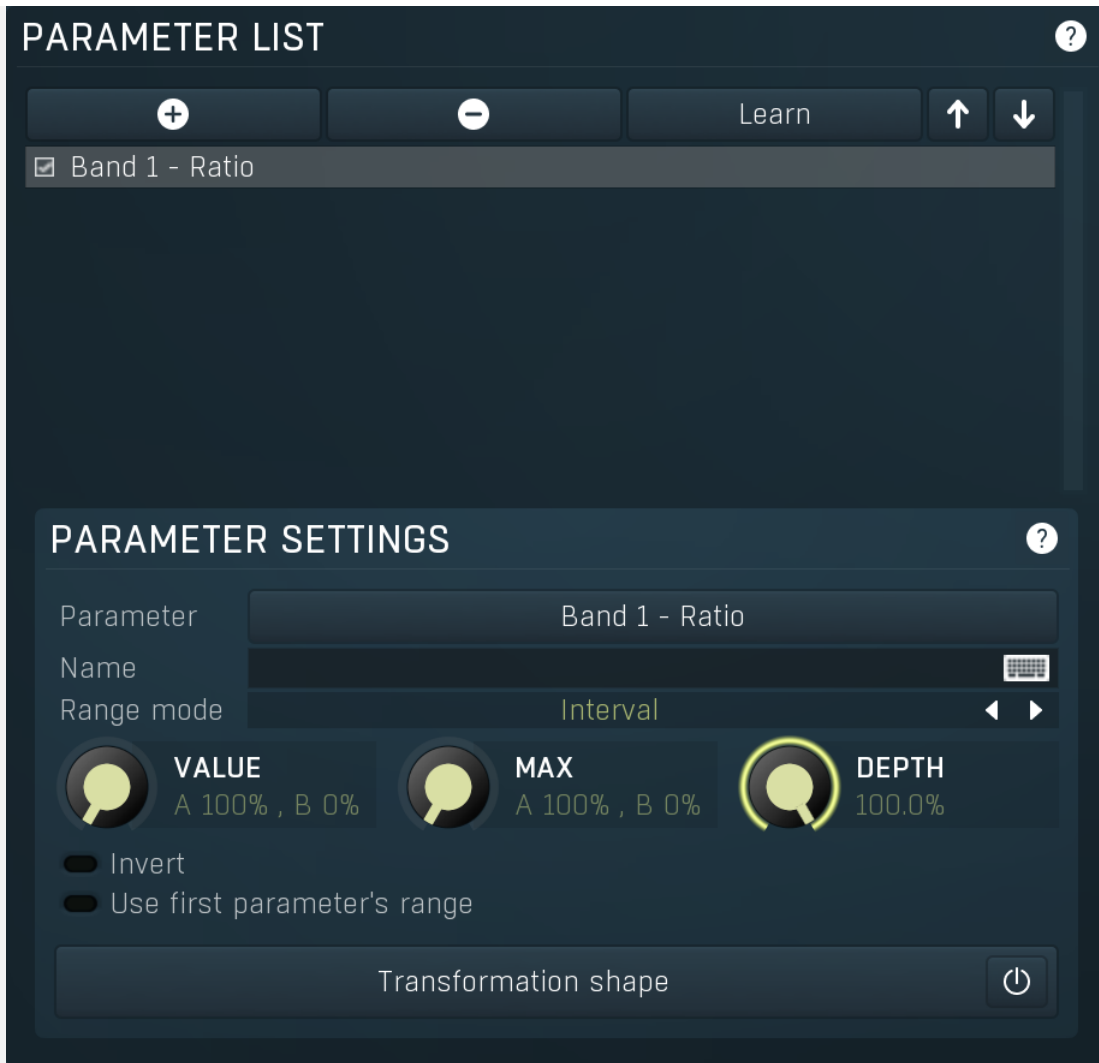 PARAMETER LIST ?
Learn
Band 1 - Ratio
PARAMETER SETTINGS ?
Parameter Band 1 - Ratio
Name
Range mode Interval
VALUE MAX DEPTH
A 100% , B 0% A 100% , B 0% 100.0%
Invert
Use first parameter's range
Transformation shape